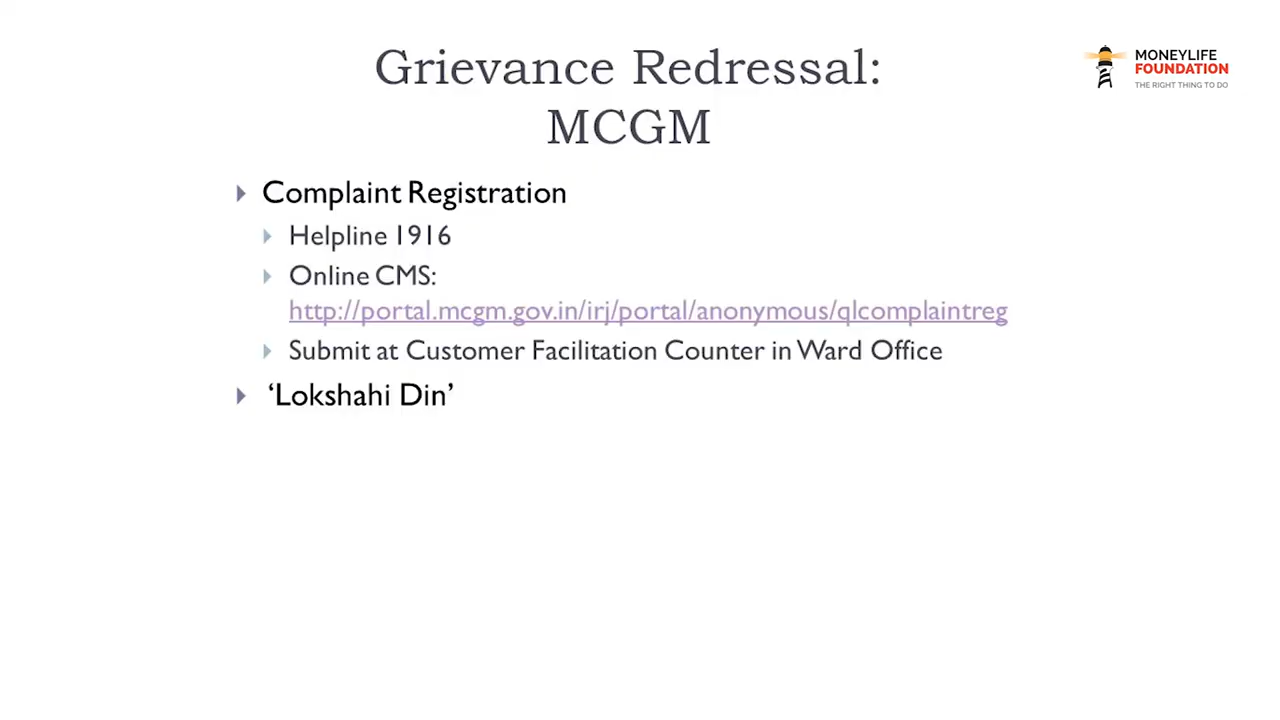 Grievance Redressal:
MCGM
MONEYLIFE
FOUNDATION
THE RIGHT THING TO DO
Complaint Registration
Helpline 1916
Online CMS:
http://portal.mcgm.gov.in/irj/portal/anonymous/qlcomplaintreg
Submit at Customer Facilitation Counter in Ward Office
‘Lokshahi Din’